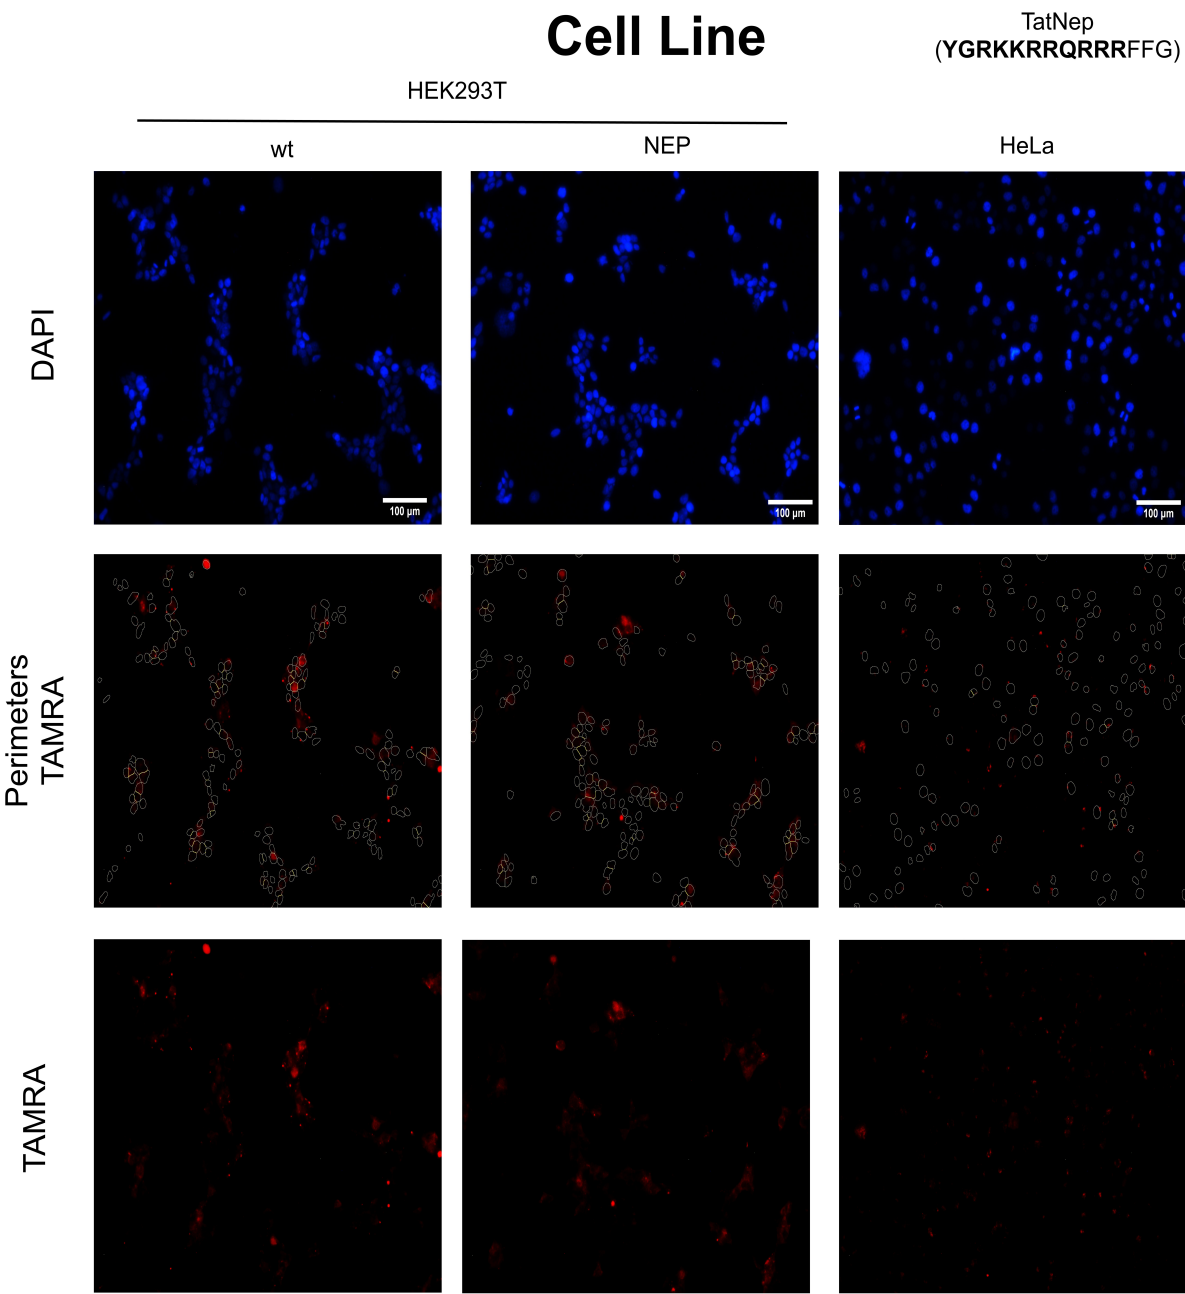 Cell Line
TatNep
(YGRKKRRQRRRFFG)
HEK293T
wt
NEP
HeLa
DAPI
100 µm
100 µm
100 µm
Perimeters
TAMRA
TAMRA